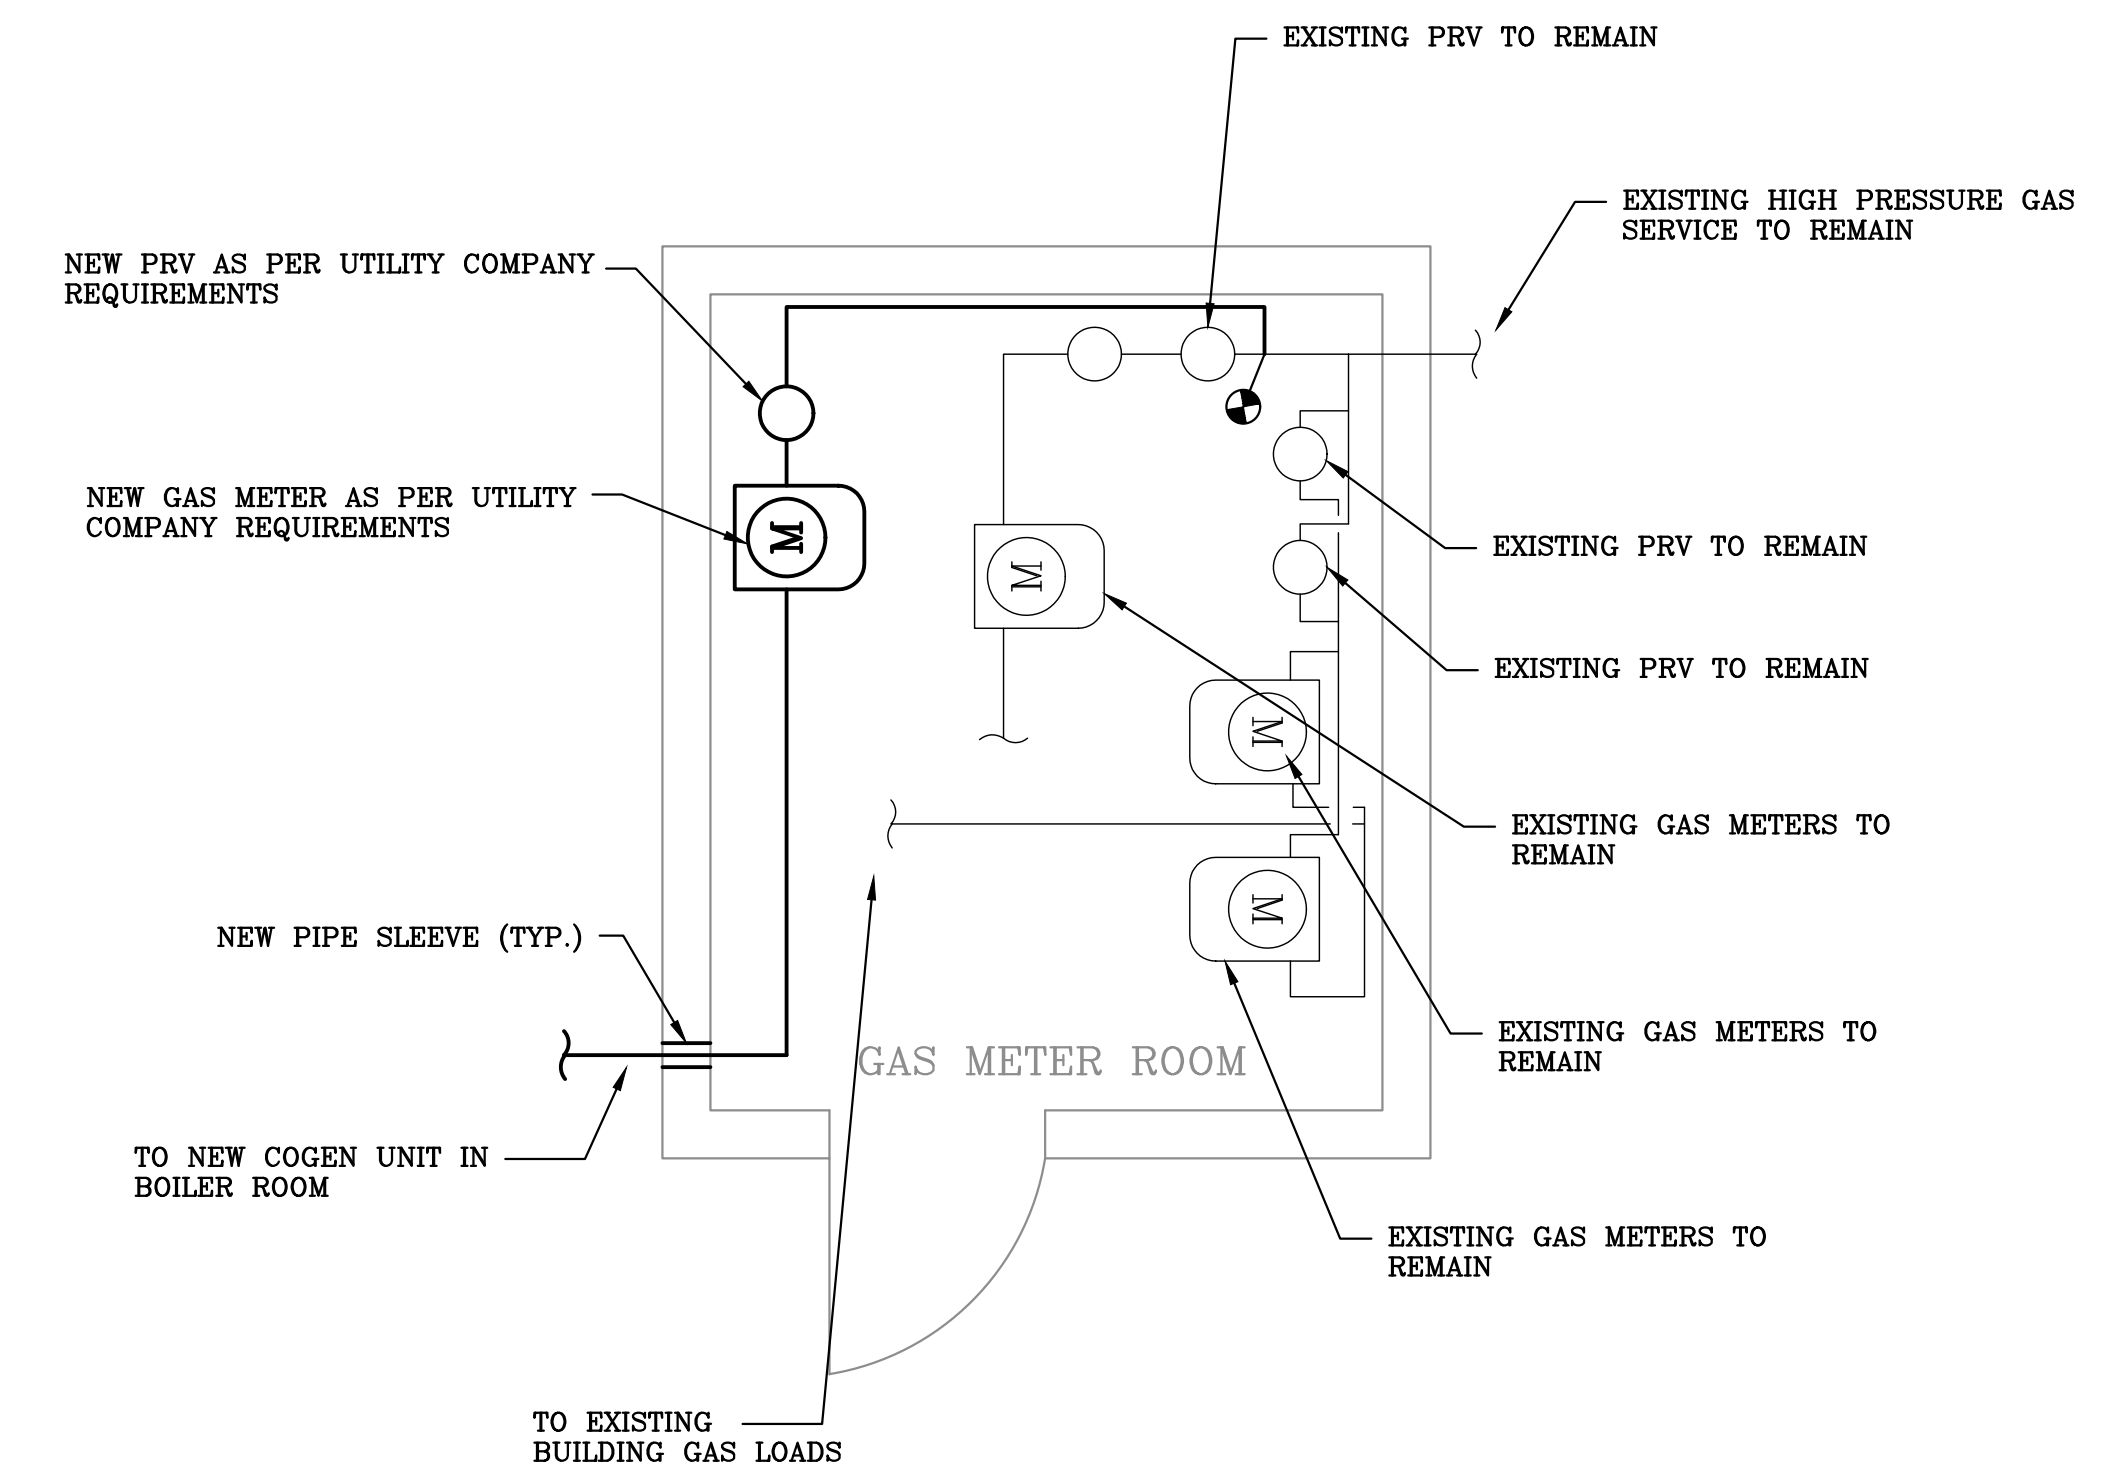 EXISTING PRV TO REMAIN
EXISTING HIGH PRESSURE GAS
SERVICE TO REMAIN
NEW PRV AS PER UTILITY COMPANY
REQUIREMENTS
NEW GAS METER AS PER UTILITY
COMPANY REQUIREMENTS
M
M
EXISTING PRV TO REMAIN
EXISTING PRV TO REMAIN
M
EXISTING GAS METERS TO
REMAIN
M
NEW PIPE SLEEVE (TYP.)
EXISTING GAS METERS TO
REMAIN
GAS METER ROOM
TO NEW COGEN UNIT IN
BOILER ROOM
EXISTING GAS METERS TO
REMAIN
TO EXISTING
BUILDING GAS LOADS